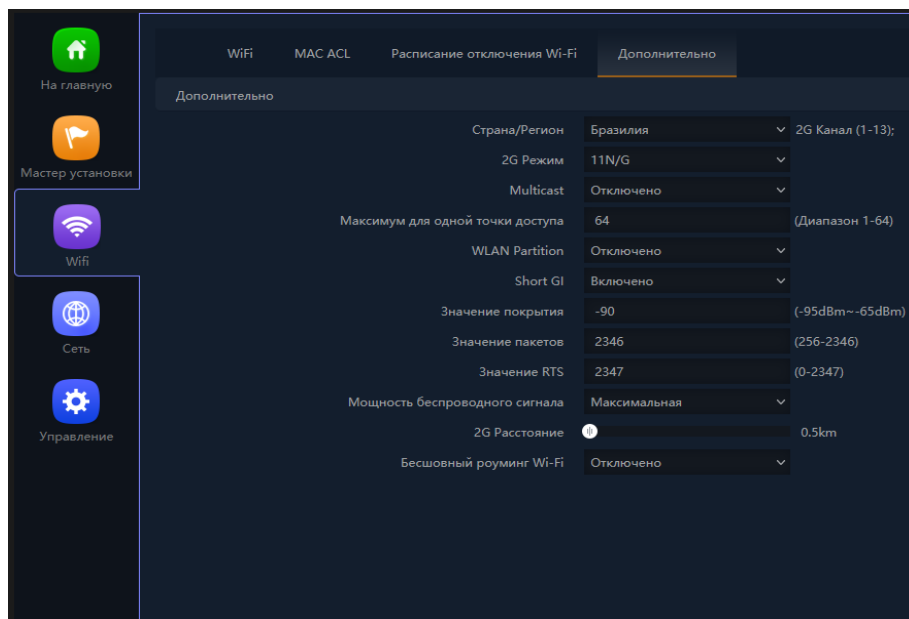 На главную
Мастер установки
Wifi
Сеть
Управление
WiFi MAC ACL Расписание отключения Wi-Fi Дополнительно
Дополнительно
Страна/Регион Бразилия 2G Канал (1-13);
2G Режим 11N/G
Multicast Отключено
Максимум для одной точки доступа 64 (Диапазон 1-64)
WLAN Partition Отключено
Short GI Включено
Значение покрытия -90 (-95dBm~-65dBm)
Значение пакетов 2346 (256-2346)
Значение RTS 2347 (0-2347)
Мощность беспроводного сигнала Максимальная
2G Расстояние 0.5km
Бесшовный роуминг Wi-Fi Отключено